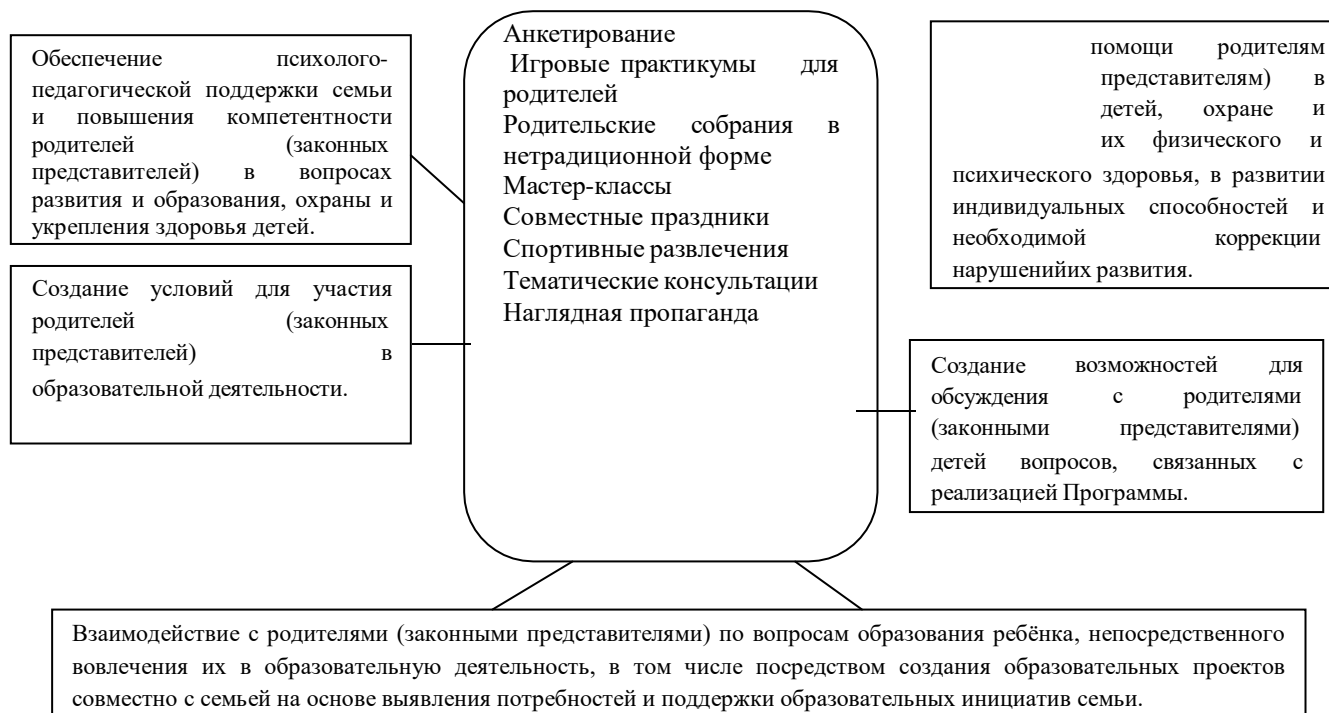 Обеспечение психолого-
педагогической поддержки семьи
и повышения компетентности
родителей (законных
представителей) в вопросах
развития и образования, охраны и
укрепления здоровья детей.
Создание условий для участия
родителей (законных
представителей) в
образовательной деятельности.
Анкетирование
Игровые практикумы для
родителей
Родительские собрания в
нетрадиционной форме
Мастер-классы
Совместные праздники
Спортивные развлечения
Тематические консультации
Наглядная пропаганда
помощи родителям
представителям) в
детей, охране и
их физического и
психического здоровья, в развитии
индивидуальных способностей и
необходимой коррекции
нарушенийих развития.
Создание возможностей для
обсуждения с родителями
(законными представителями)
детей вопросов, связанных с
реализацией Программы.
Взаимодействие с родителями (законными представителями) по вопросам образования ребёнка, непосредственного
вовлечения их в образовательную деятельность, в том числе посредством создания образовательных проектов
совместно с семьей на основе выявления потребностей и поддержки образовательных инициатив семьи.